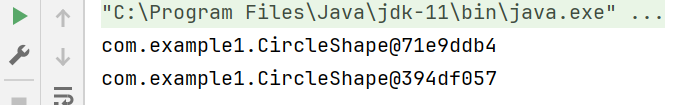 "C:\Program Files\Java\jdk-11\bin\java.exe" ...
com.example1.CircleShape@71e9ddb4
com.example1.CircleShape@394df057